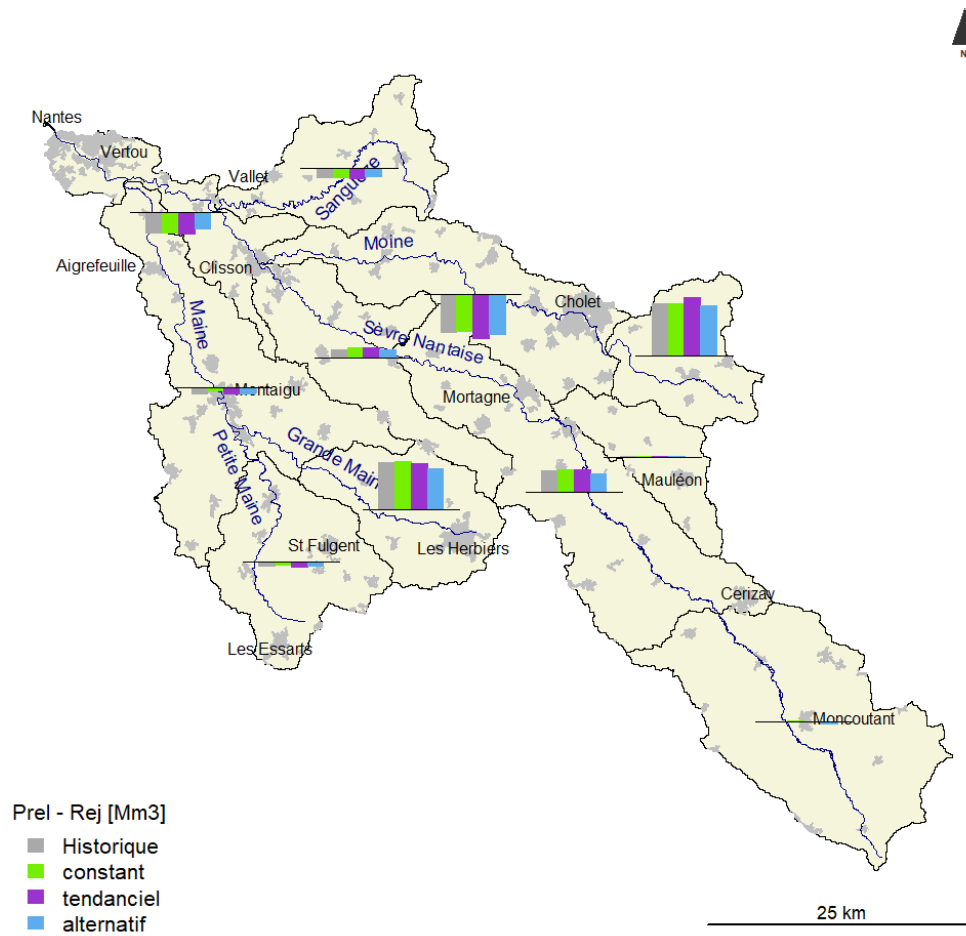 N
Nantes
Vertou
Vallet
Sanguèze
Moine
Aigrefeuille
Clisson
Cholet
Maine
Sèvre Nantaise
Montaigu
Mortagne
Petite Maine
Grande Maine
Mauléon
St Fulgent
Les Herbiers
Cerizay
Les Essarts
Moncoutant
Prel - Rej [Mm3]
Historique
constant
tendanciel
alternatif
25 km